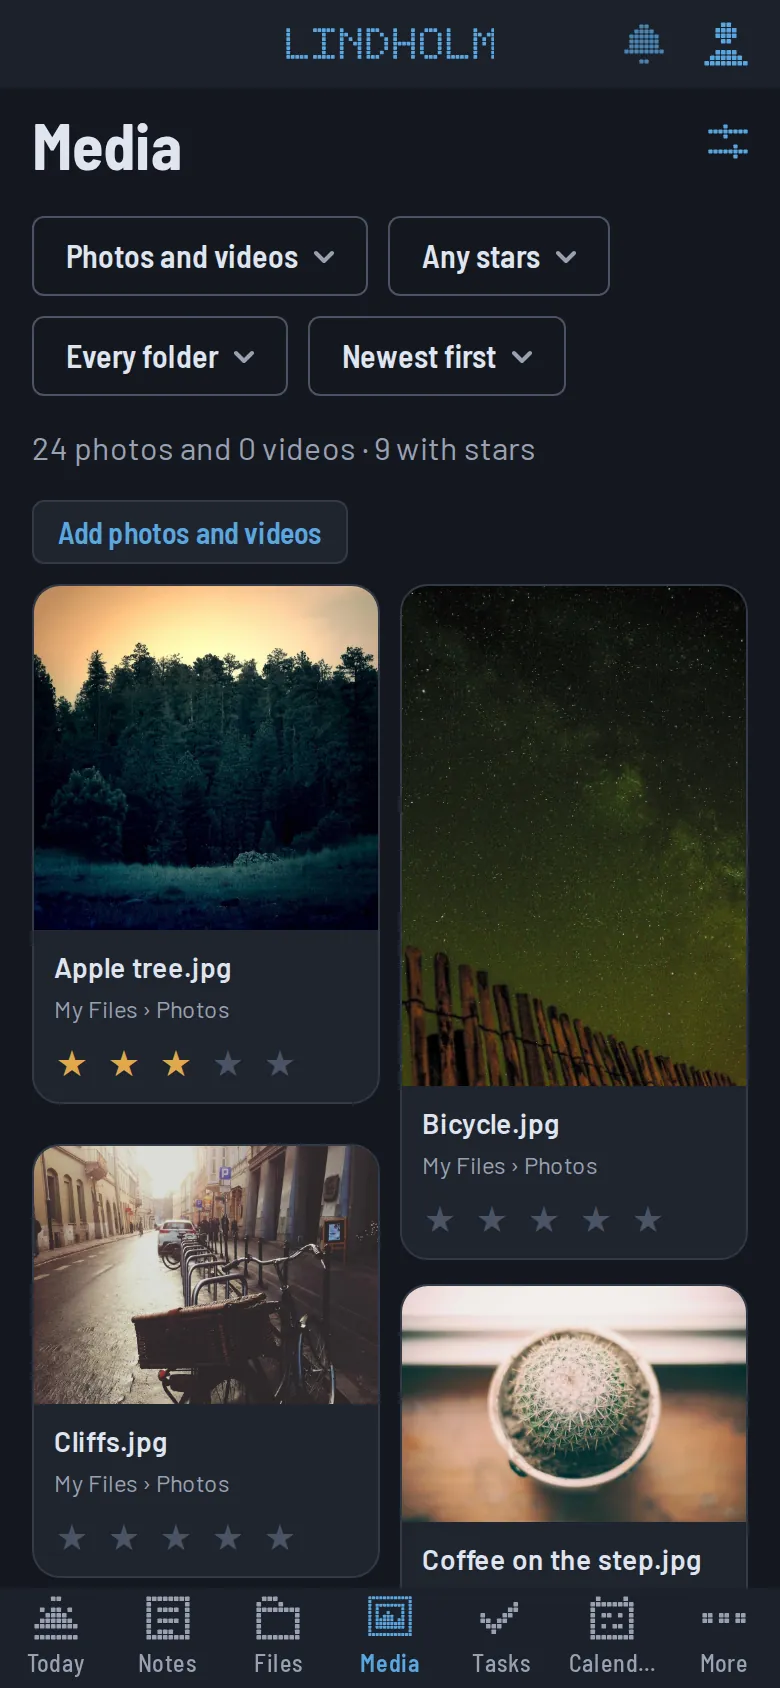 LINDHOLM
Media
Photos and videos
Any stars
Every folder
Newest first
24 photos and 0 videos · 9 with stars
Add photos and videos
Apple tree.jpg
My Files › Photos
Bicycle.jpg
My Files › Photos
P
Cliffs.jpg
My Files › Photos
Coffee on the step.jpg
Today
Notes
Files
Media
Tasks
Calend...
More